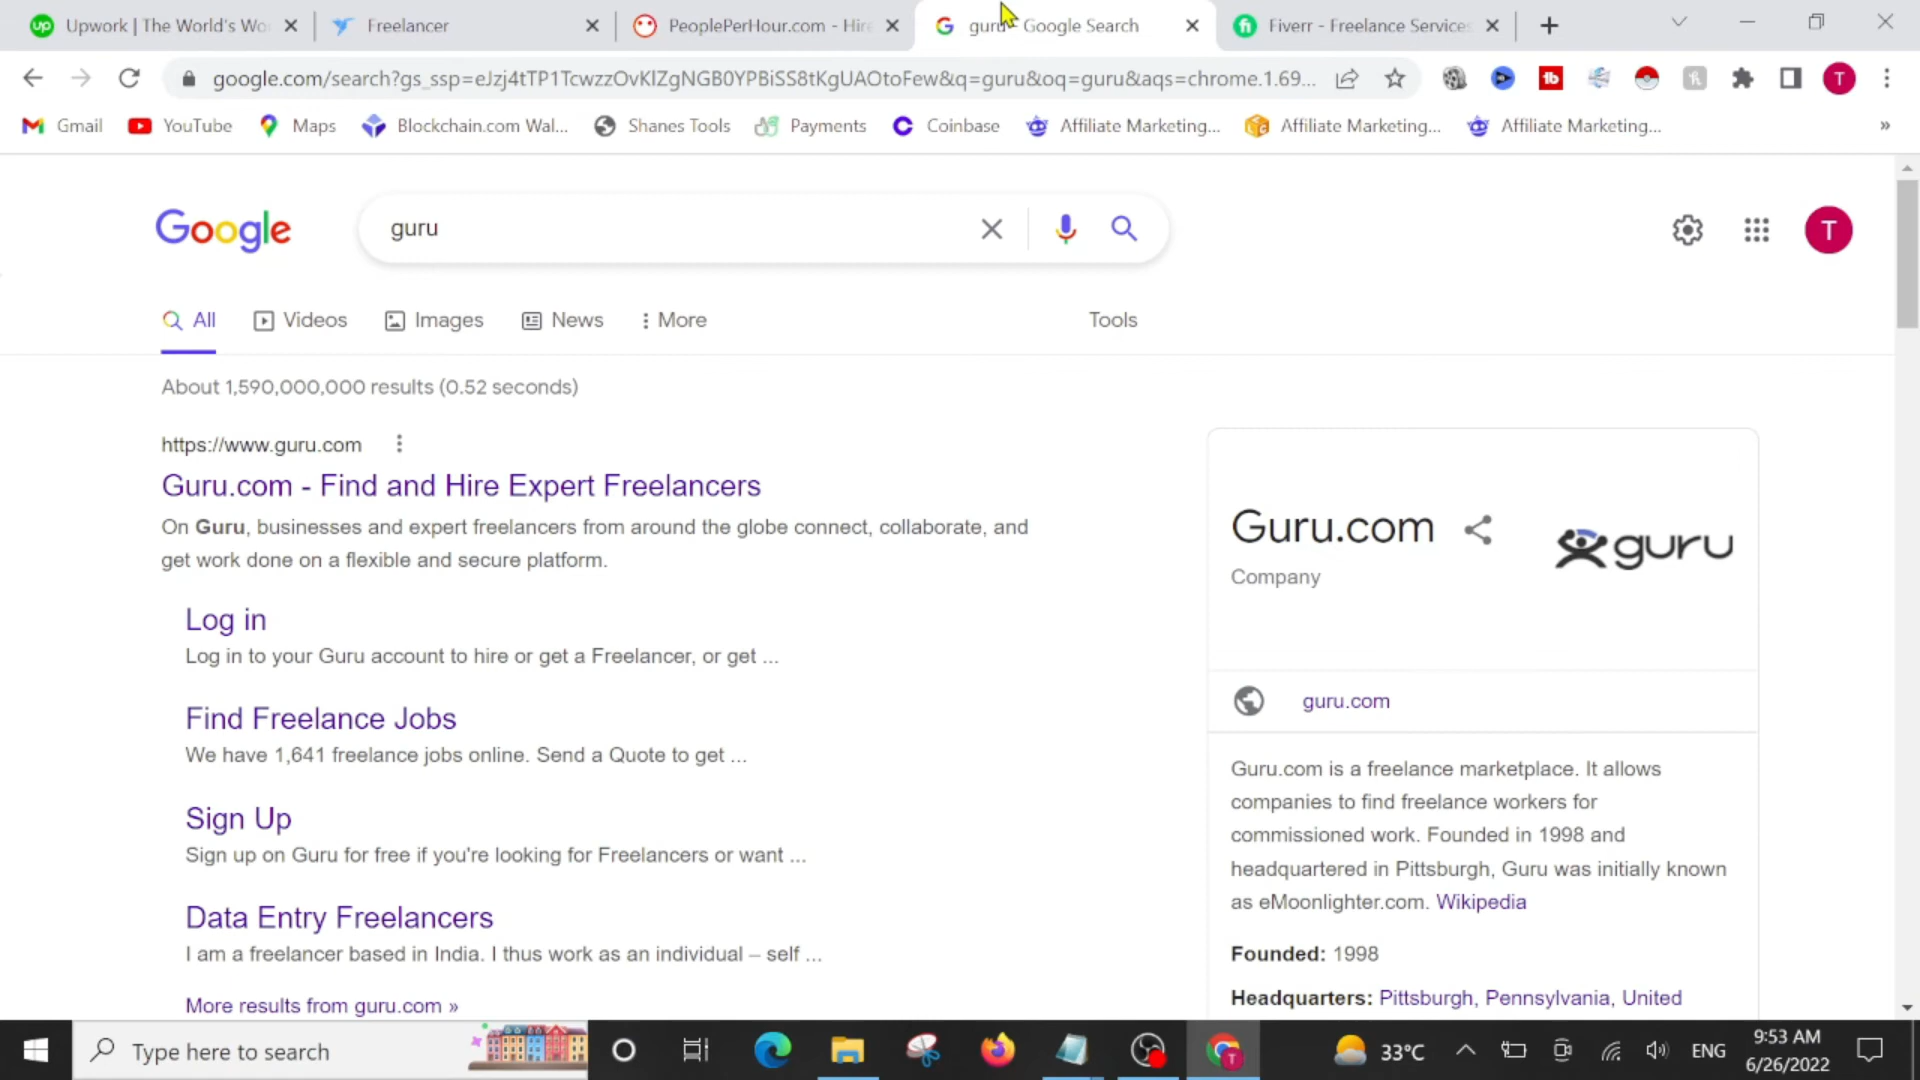 Upwork | The World's Wo
Freelancer
PeoplePerHour.com - Hire
guru - Google Search
Fiverr - Freelance Services
google.com/search?gs_ssp=eJzj4tTP1TcwzzOvKlZgNGB0YPBiSS8tKgUAOtoFew&q=guru&oq=guru&aqs=chrome.1.69...
T
Gmail
YouTube
Maps
Blockchain.com Wal...
Shanes Tools
Payments
Coinbase
Affiliate Marketing...
Affiliate Marketing...
Affiliate Marketing...
»
Google
guru
T
All
Videos
Images
News
More
Tools
About 1,590,000,000 results (0.52 seconds)
https://www.guru.com
Guru.com - Find and Hire Expert Freelancers
On Guru, businesses and expert freelancers from around the globe connect, collaborate, and
get work done on a flexible and secure platform.
Log in
Log in to your Guru account to hire or get a Freelancer, or get ...
Find Freelance Jobs
We have 1,641 freelance jobs online. Send a Quote to get ...
Sign Up
Sign up on Guru for free if you're looking for Freelancers or want ...
Data Entry Freelancers
I am a freelancer based in India. I thus work as an individual – self ...
More results from guru.com »
Guru.com
guru
Company
guru.com
Guru.com is a freelance marketplace. It allows
companies to find freelance workers for
commissioned work. Founded in 1998 and
headquartered in Pittsburgh, Guru was initially known
as eMoonlighter.com. Wikipedia
Founded: 1998
Headquarters: Pittsburgh, Pennsylvania, United
Type here to search
33°C
ENG
9:53 AM
6/26/2022